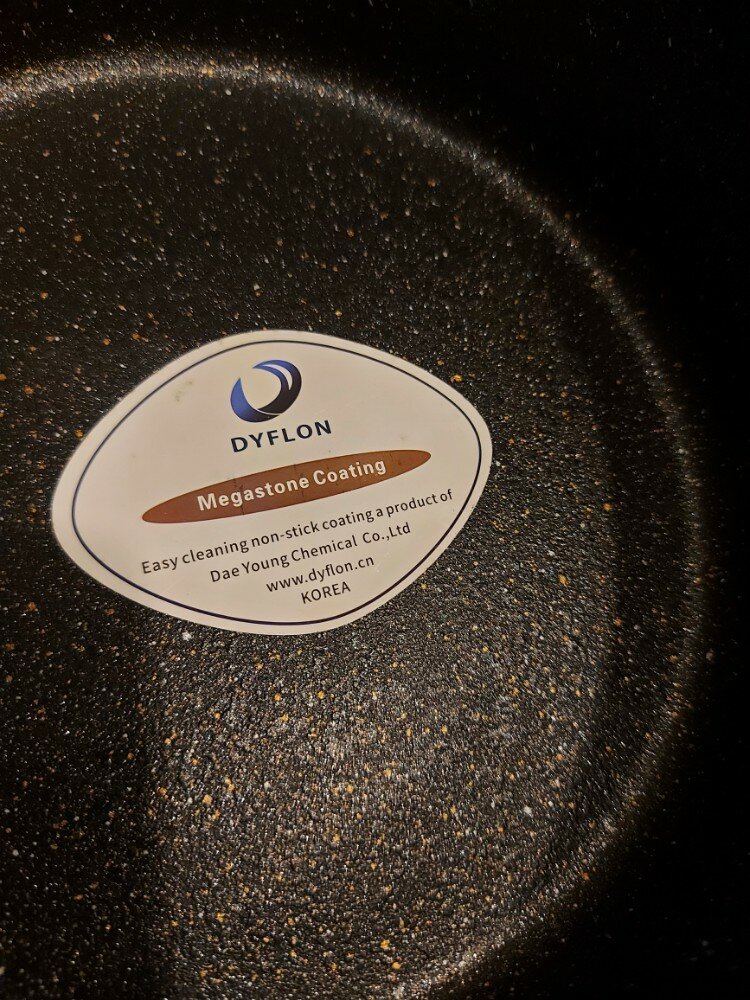 DYFLON
Megastone Coating
Easy cleaning non-stick coating a product of
Dae Young Chemical Co.,Ltd
www.dyflon.cn
KOREA